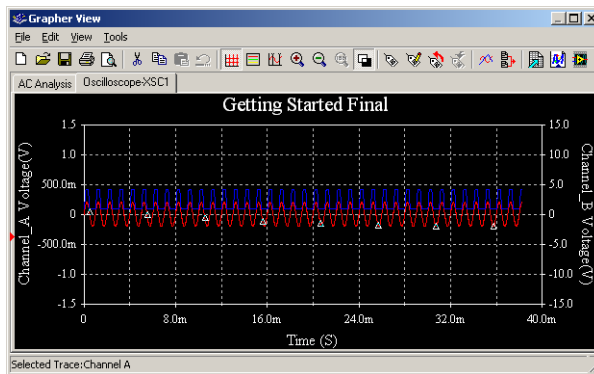 Grapher View
File Edit View Tools
AC Analysis Oscilloscope-XSC1
Getting Started Final
Channel_A Voltage(V)
1.5
1.0
500.0m
0
-500.0m
-1.0
-1.5
15.0
10.0
5.0
0
-5.0
-10.0
-15.0
Channel_B Voltage(V)
0 8.0m 16.0m 24.0m 32.0m 40.0m
Time (S)
Selected Trace:Channel A